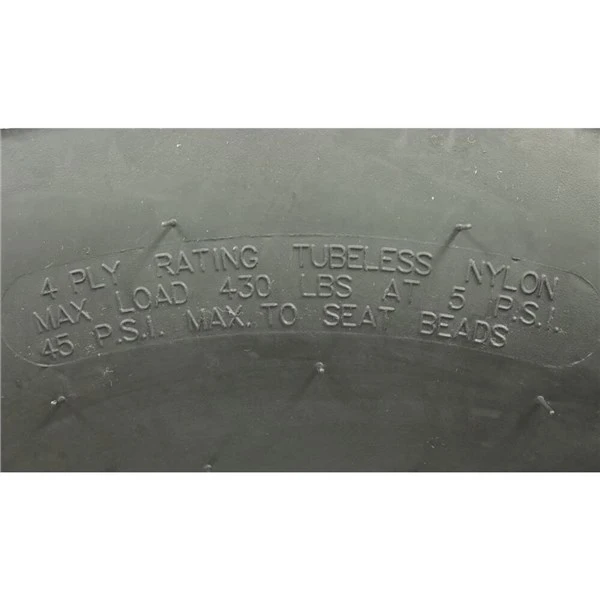 4 PLY RATING TUBELESS NYLON
MAX LOAD 430 LBS AT 5 P.S.I.
45 P.S.I. MAX. TO SEAT BEADS